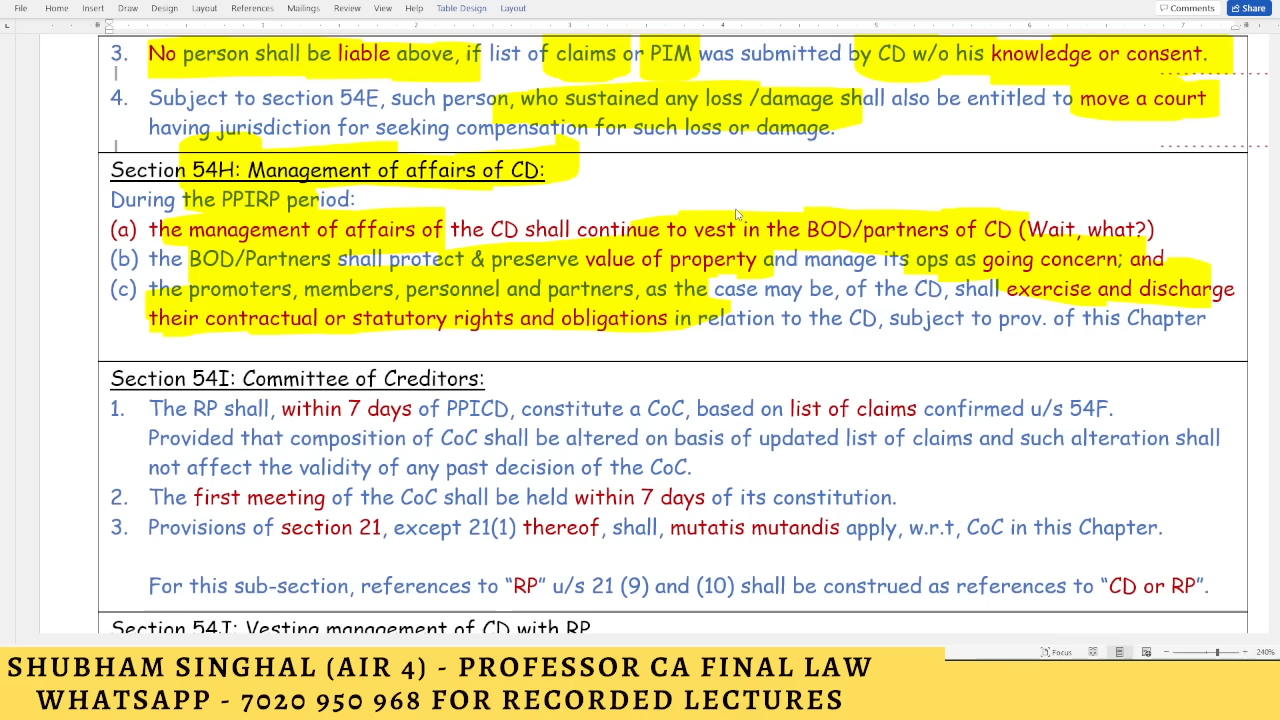 File Home Insert Draw Design Layout References Mailings Review View Help Table Design Layout Comments Share
1 2 3 4 5 6 7
3. No person shall be liable above, if list of claims or PIM was submitted by CD w/o his knowledge or consent.
4. Subject to section 54E, such person, who sustained any loss /damage shall also be entitled to move a court
having jurisdiction for seeking compensation for such loss or damage.
Section 54H: Management of affairs of CD:
During the PPIRP period:
(a) the management of affairs of the CD shall continue to vest in the BOD/partners of CD (Wait, what?)
(b) the BOD/Partners shall protect & preserve value of property and manage its ops as going concern; and
(c) the promoters, members, personnel and partners, as the case may be, of the CD, shall exercise and discharge
their contractual or statutory rights and obligations in relation to the CD, subject to prov. of this Chapter
Section 54I: Committee of Creditors:
1. The RP shall, within 7 days of PPICD, constitute a CoC, based on list of claims confirmed u/s 54F.
Provided that composition of CoC shall be altered on basis of updated list of claims and such alteration shall
not affect the validity of any past decision of the CoC.
2. The first meeting of the CoC shall be held within 7 days of its constitution.
3. Provisions of section 21, except 21(1) thereof, shall, mutatis mutandis apply, w.r.t, CoC in this Chapter.
For this sub-section, references to “RP” u/s 21 (9) and (10) shall be construed as references to “CD or RP”.
Section 54J: Vesting management of CD with RP
Focus 240%
SHUBHAM SINGHAL (AIR 4) - PROFESSOR CA FINAL LAW
WHATSAPP - 7020 950 968 FOR RECORDED LECTURES